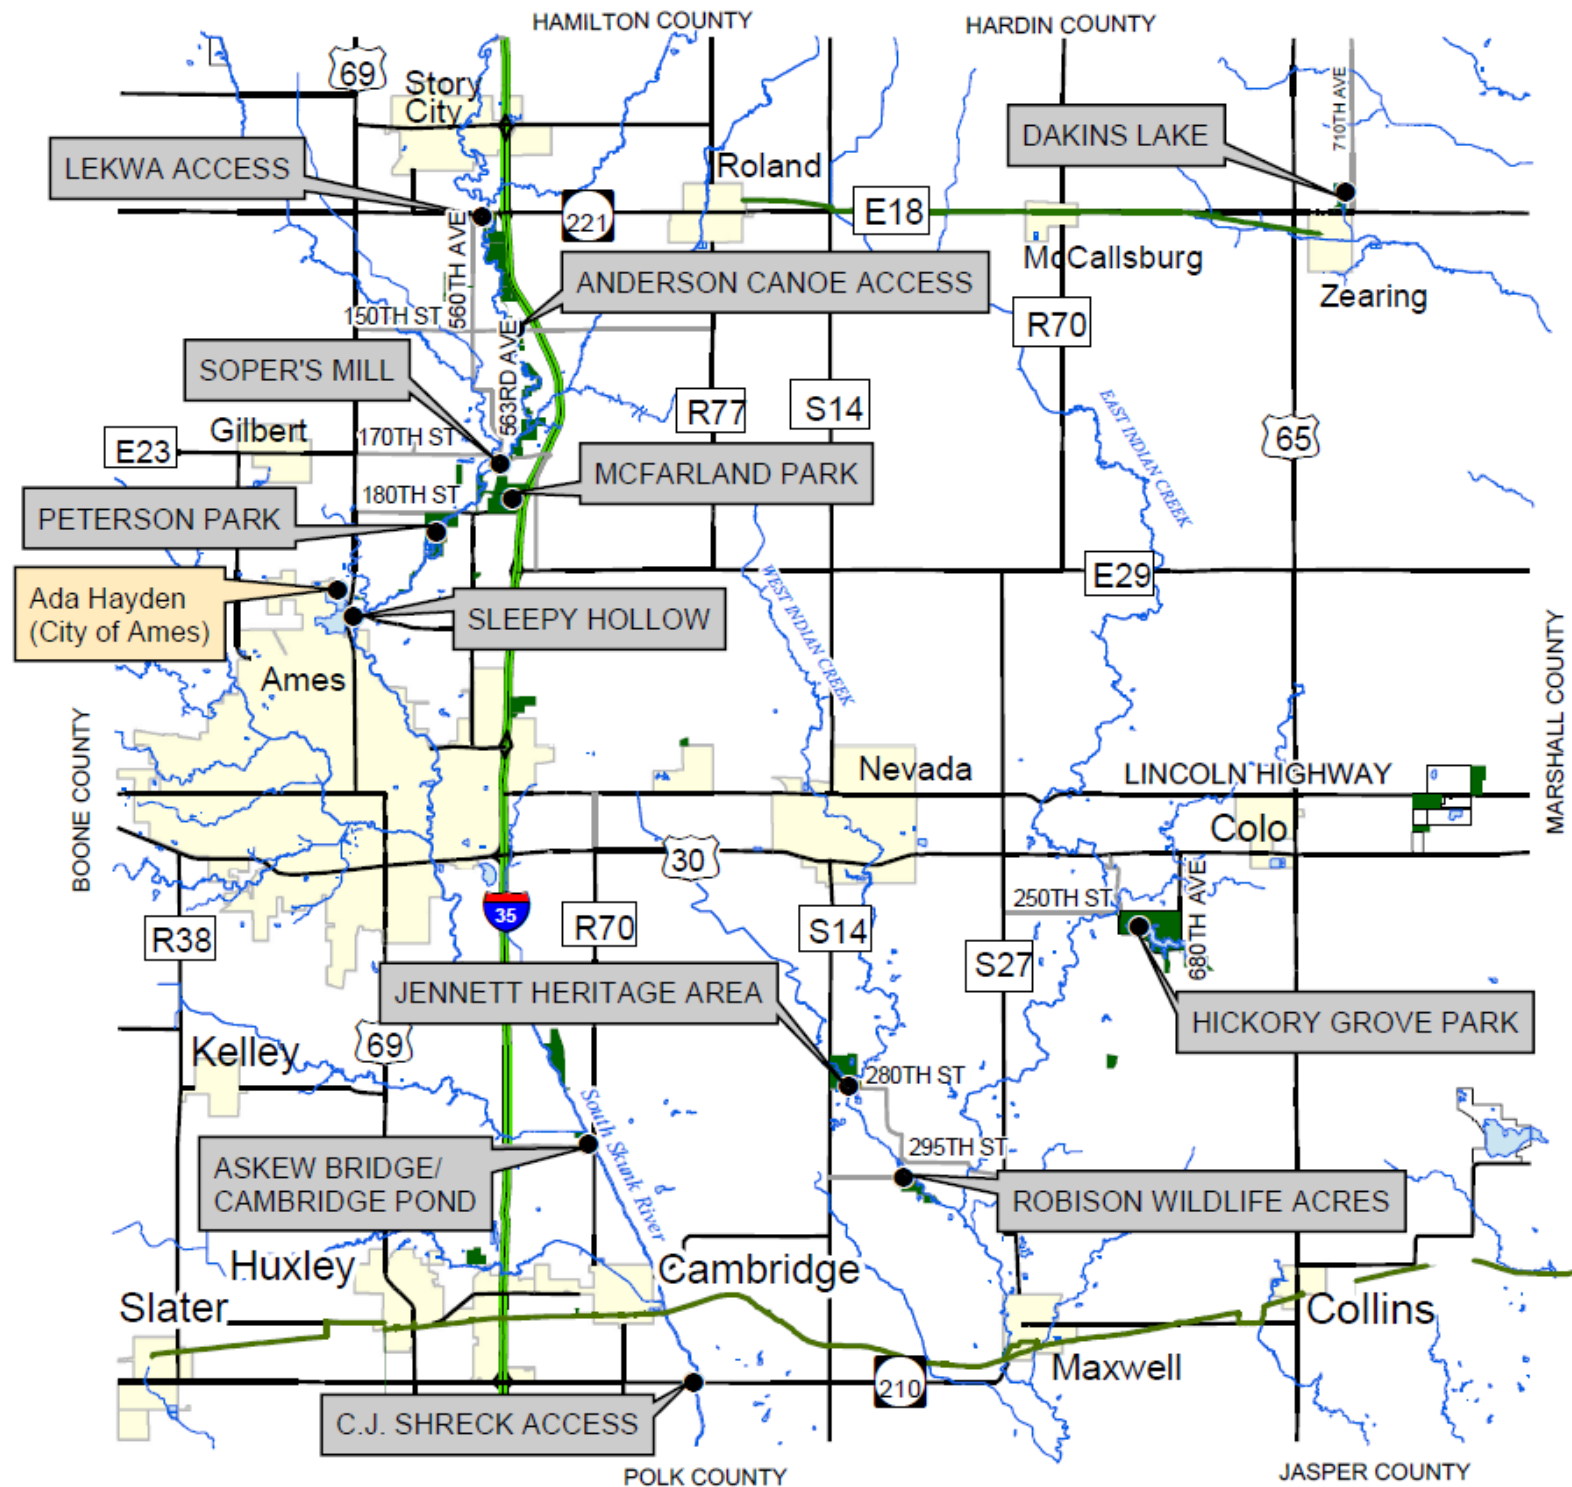 HAMILTON COUNTY
HARDIN COUNTY
69
Story
City
710TH AVE
DAKINS LAKE
LEKWA ACCESS
Roland
221
E18
560TH AVE
McCallsburg
ANDERSON CANOE ACCESS
Zearing
150TH ST
R70
563RD AVE
SOPER'S MILL
R77
S14
EAST INDIAN CREEK
65
Gilbert
170TH ST
E23
MCFARLAND PARK
180TH ST
PETERSON PARK
WEST INDIAN CREEK
E29
Ada Hayden
(City of Ames)
SLEEPY HOLLOW
MARSHALL COUNTY
Ames
BOONE COUNTY
Nevada
LINCOLN HIGHWAY
Colo
30
680TH AVE
250TH ST
35
R38
R70
S14
S27
JENNETT HERITAGE AREA
HICKORY GROVE PARK
69
Kelley
280TH ST
South Skunk River
295TH ST
ASKEW BRIDGE/
CAMBRIDGE POND
ROBISON WILDLIFE ACRES
Huxley
Cambridge
Slater
Collins
Maxwell
210
C.J. SHRECK ACCESS
POLK COUNTY
JASPER COUNTY